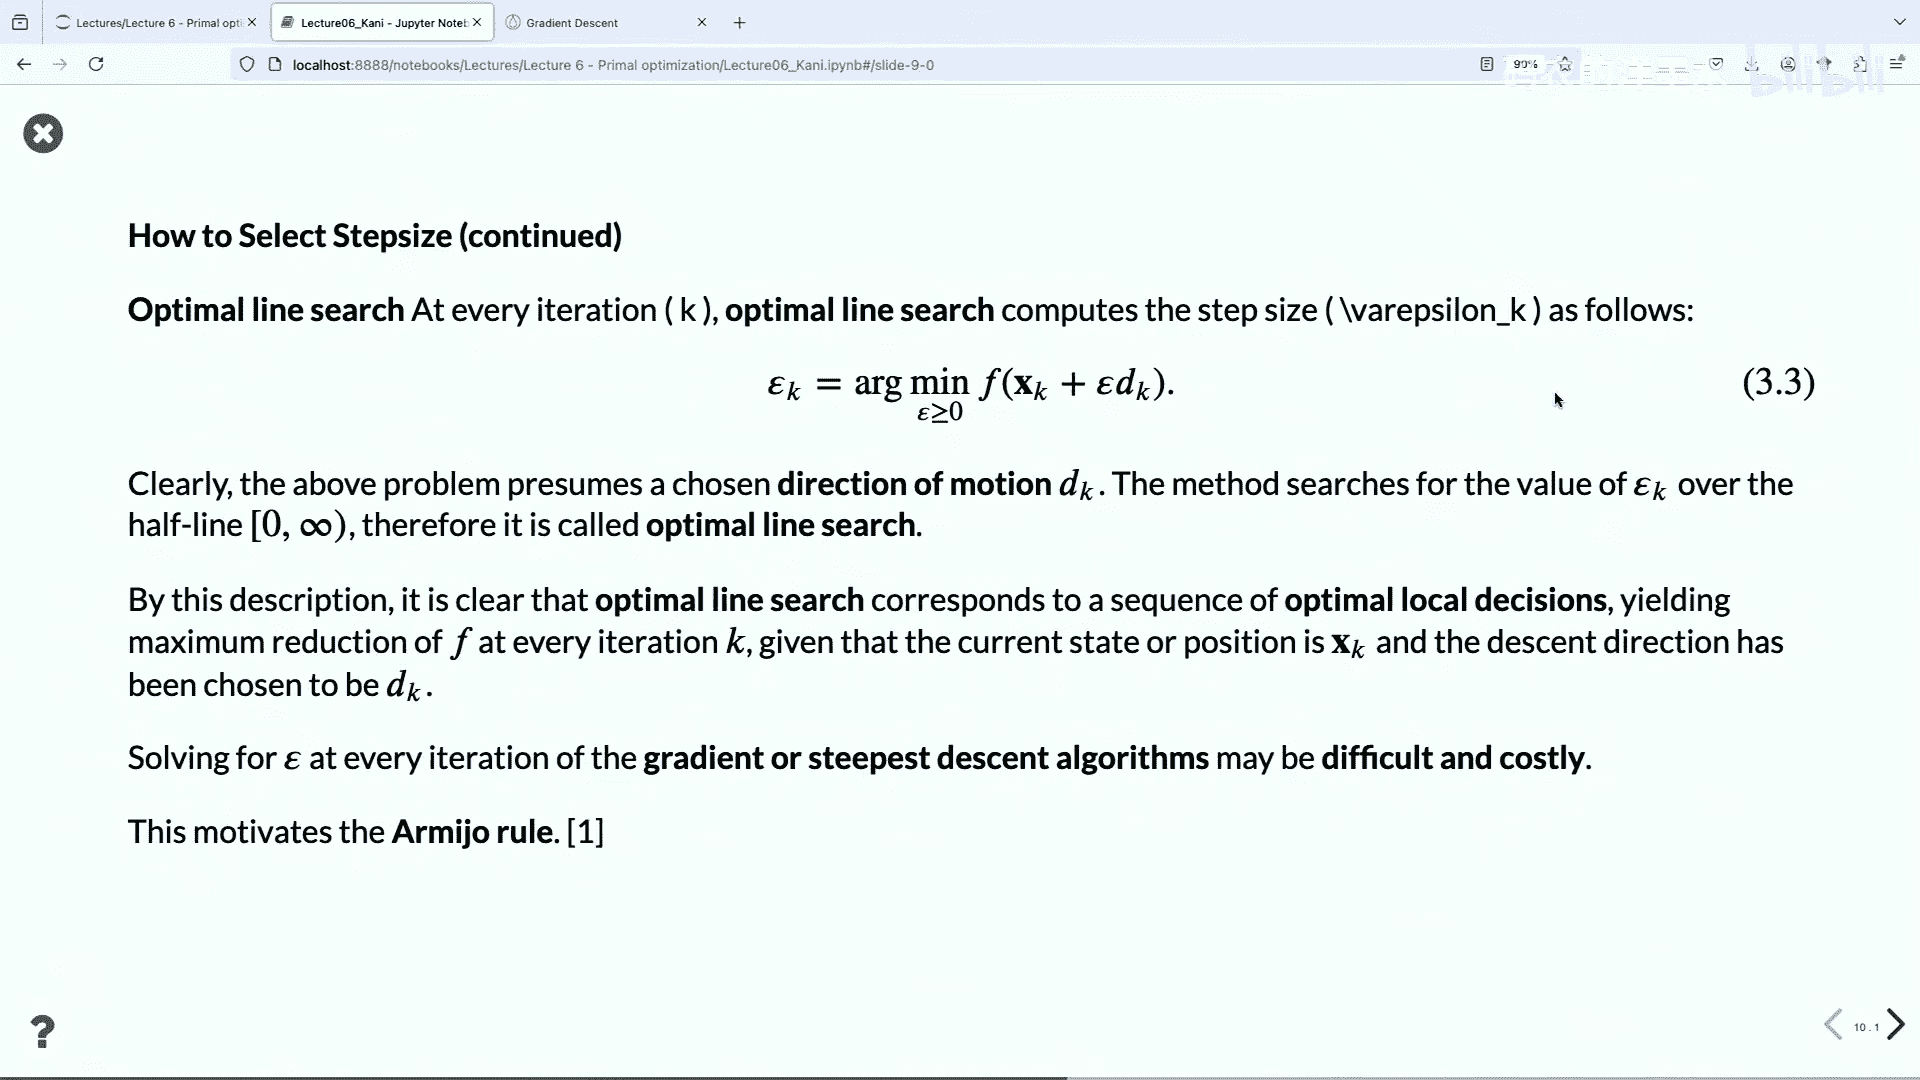 Lectures/Lecture 6 - Primal opti
Lecture06_Kani - Jupyter Note
Gradient Descent
localhost:8888/notebooks/Lectures/Lecture 6 - Primal optimization/Lecture06_Kani.ipynb#/slide-9-0
90%
bilibili
How to Select Stepsize (continued)
Optimal line search At every iteration ( k ), optimal line search computes the step size ( \varepsilon_k ) as follows:
εₖ = arg min f(𝐱ₖ + εdₖ). (3.3)
ε≥0
Clearly, the above problem presumes a chosen direction of motion dₖ. The method searches for the value of εₖ over the
half-line [0, ∞), therefore it is called optimal line search.
By this description, it is clear that optimal line search corresponds to a sequence of optimal local decisions, yielding
maximum reduction of f at every iteration k, given that the current state or position is 𝐱ₖ and the descent direction has
been chosen to be dₖ.
Solving for ε at every iteration of the gradient or steepest descent algorithms may be difficult and costly.
This motivates the Armijo rule. [1]
?
10.1